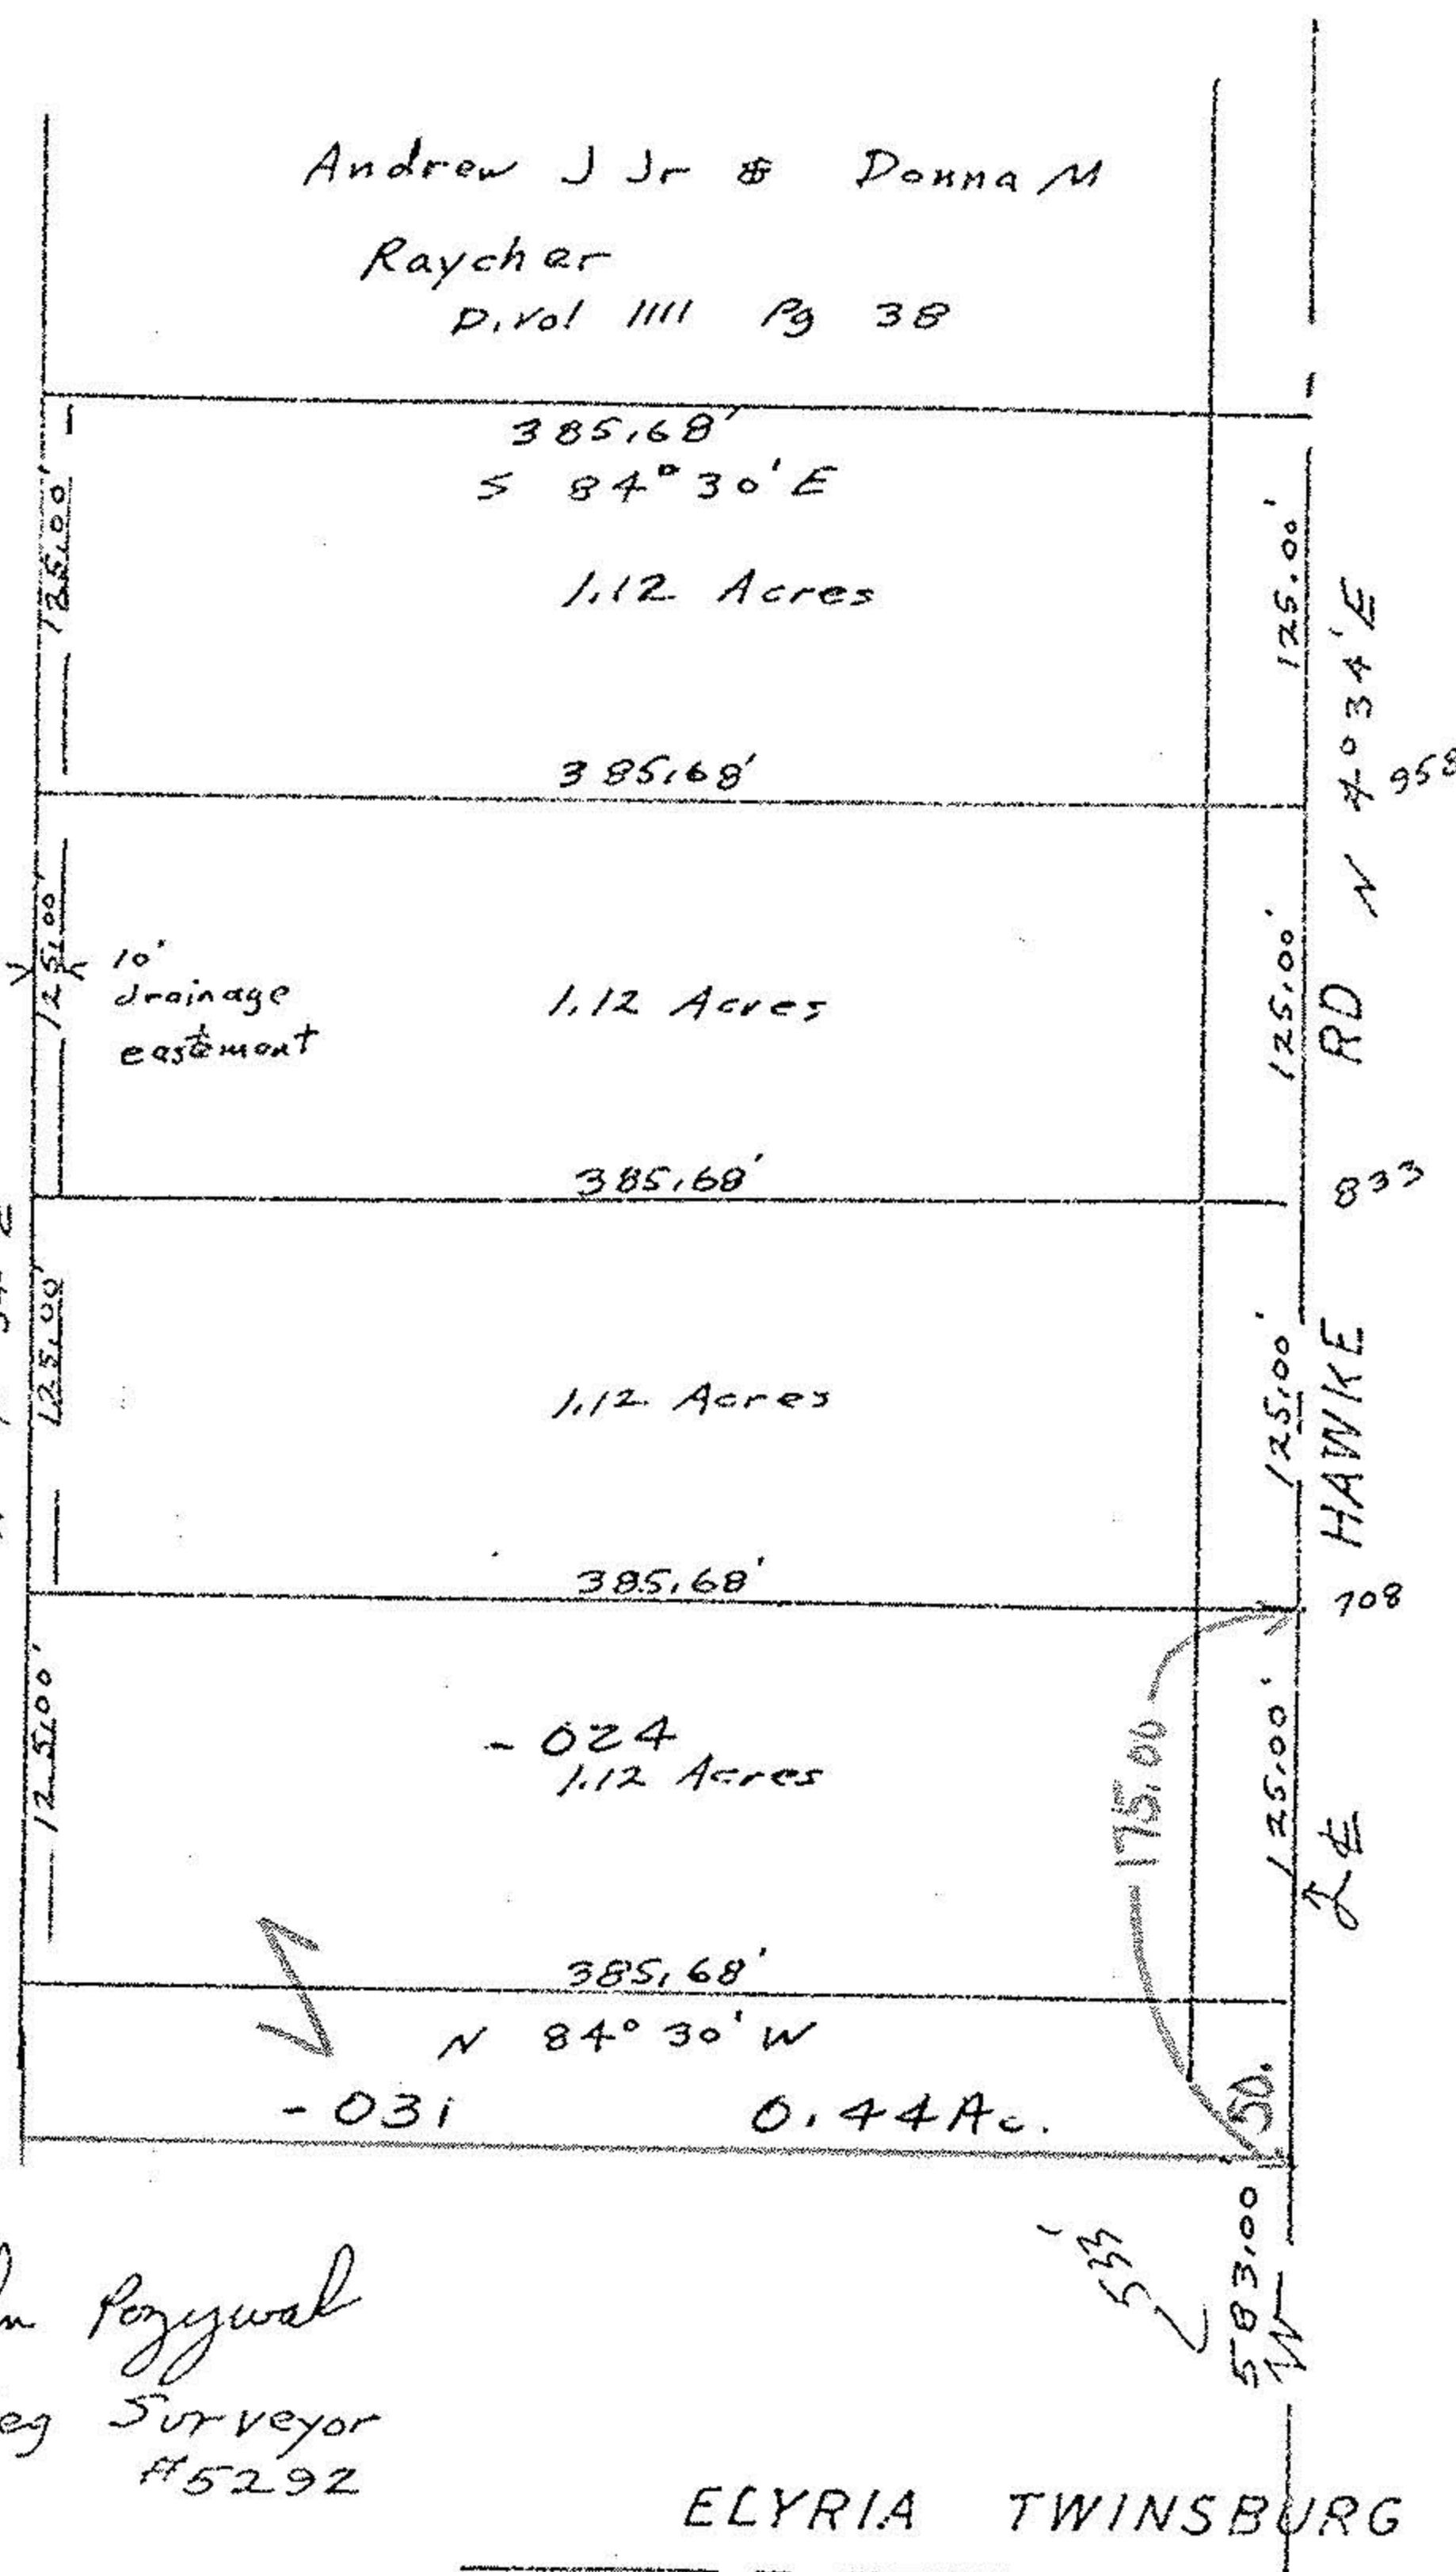 Andrew J Jr & Donna M
Raycher
D.Vol 1111 Pg 38
385.68'
S 84° 30' E
125.00'
125.00'
1.12 Acres
N 4° 34' E
958
385.68'
125.00'
10'
drainage
eastemont
1.12 Acres
125.00'
RD
385.68'
833
125.00'
1.12 Acres
125.00'
HAWKE
385.68'
708
125.00'
- 024
1.12 Acres
175.00
125.00'
385.68'
N 84° 30' W
- 031
0.44 Ac.
50.
533'
583.00
Pozywal
Surveyor
#5292
ELYRIA TWINSBURG